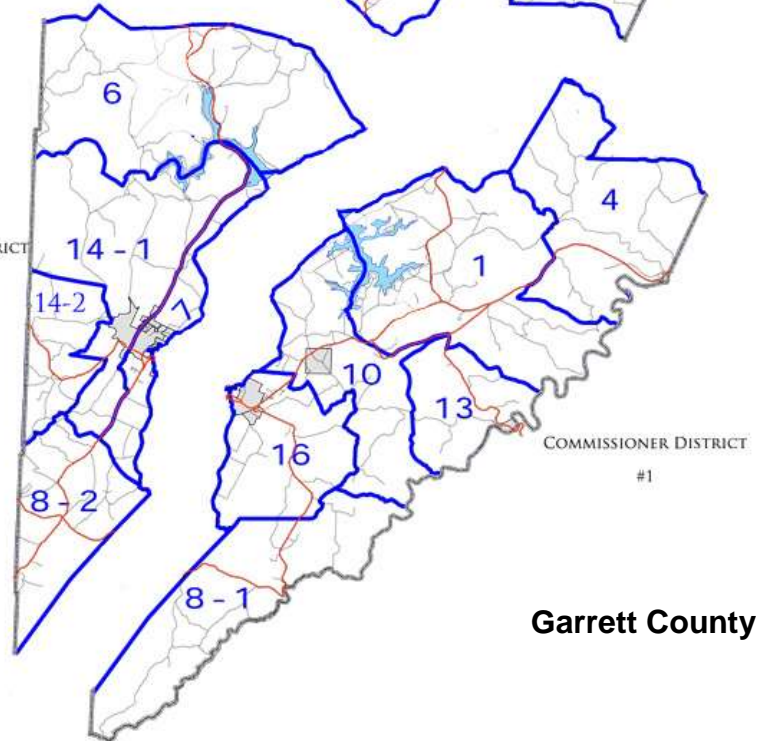 6
4
14 - 1
RICT
1
14-2
7
10
13
COMMISSIONER DISTRICT
#1
16
8 - 2
8 - 1
Garrett County